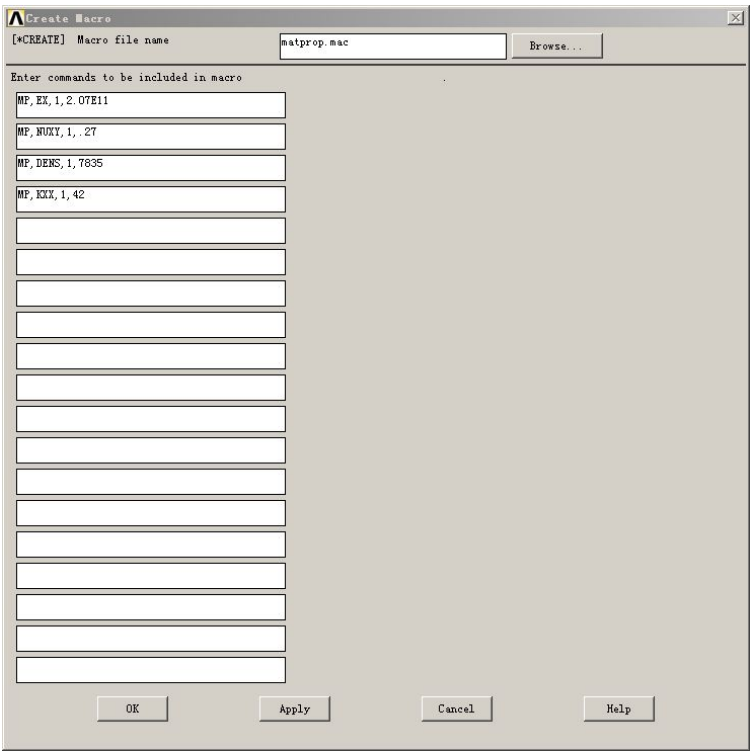 Create Macro
[*CREATE] Macro file name matprop.mac Browse...
Enter commands to be included in macro
MP,EX,1,2.07E11
MP,NUXY,1,.27
MP,DENS,1,7835
MP,KXX,1,42
OK Apply Cancel Help